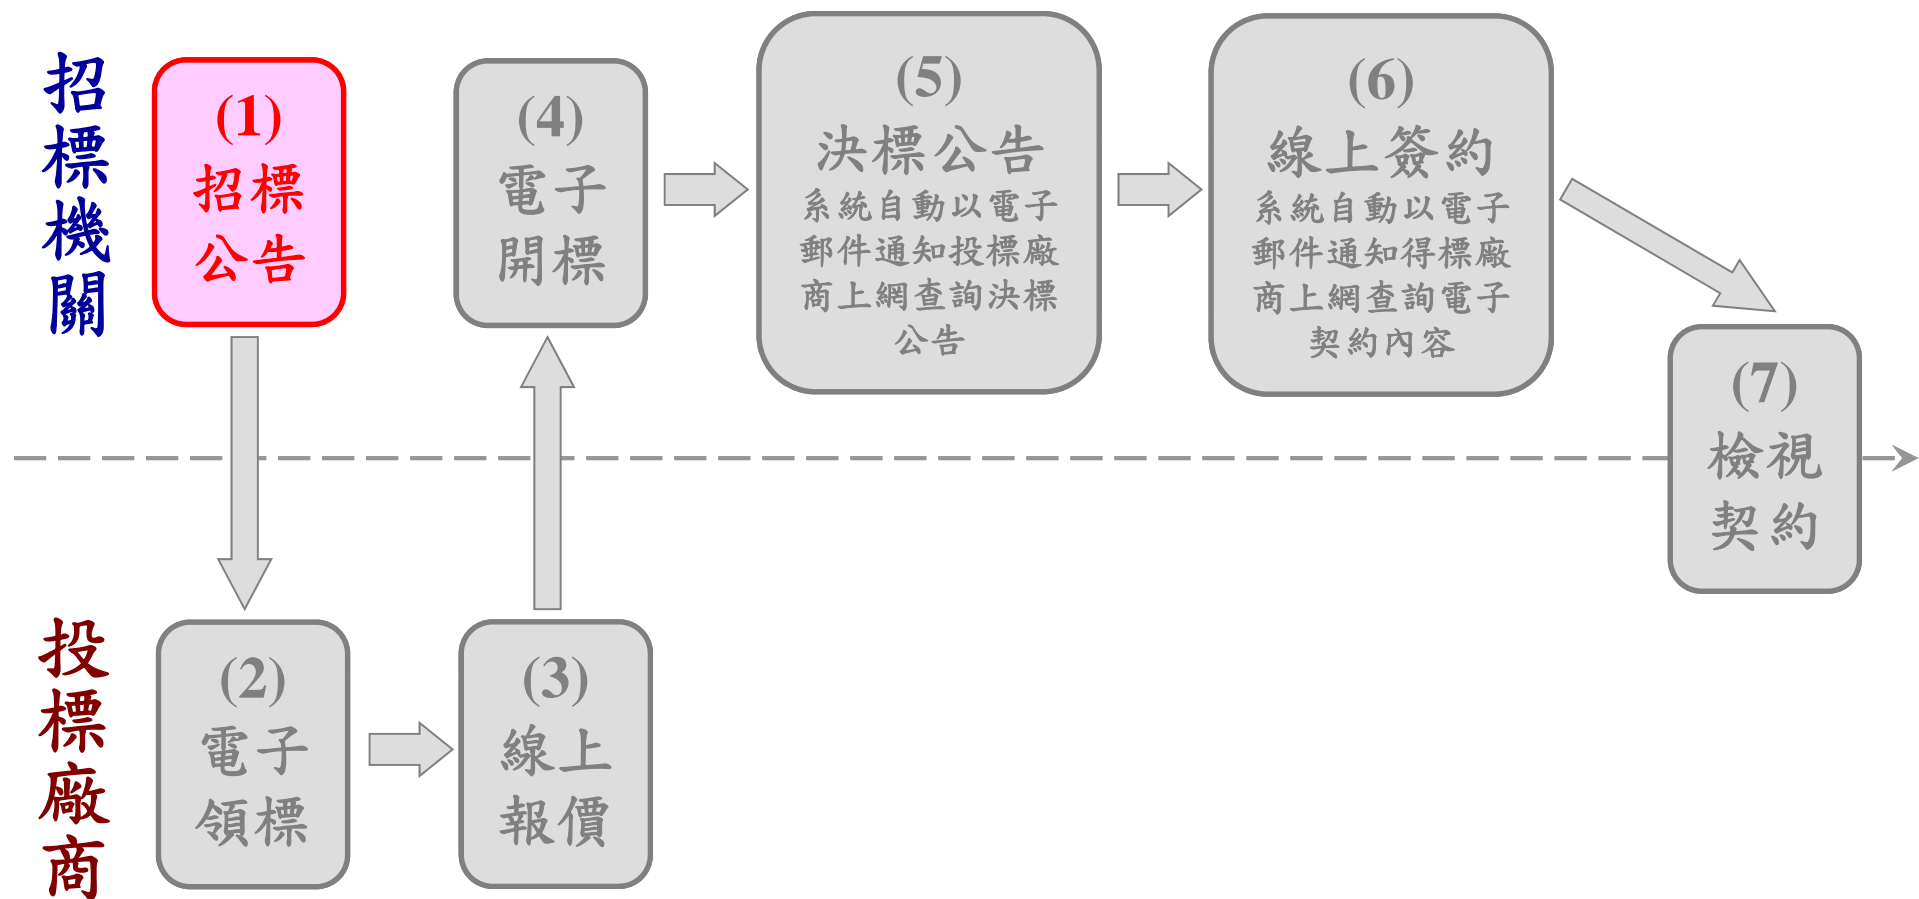 招標機關
(1)
招標
公告
(4)
電子
開標
(5)
決標公告
系統自動以電子
郵件通知投標廠
商上網查詢決標
公告
(6)
線上簽約
系統自動以電子
郵件通知得標廠
商上網查詢電子
契約內容
(7)
檢視
契約
投標廠商
(2)
電子
領標
(3)
線上
報價